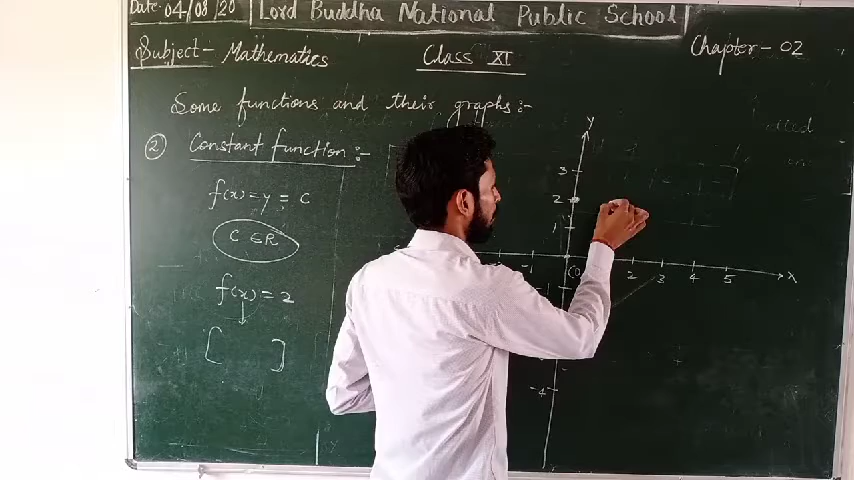 Date: 04/08/20 Lord Buddha National Public School
Subject- Mathematics Class XI Chapter- 02
Some functions and their graphs:-
② Constant function:-
f(x) = y = c
C ∈ R
f(x) = 2
[ ]
Y
3
2
1
-1
2 3 4 5 X
-1
-4